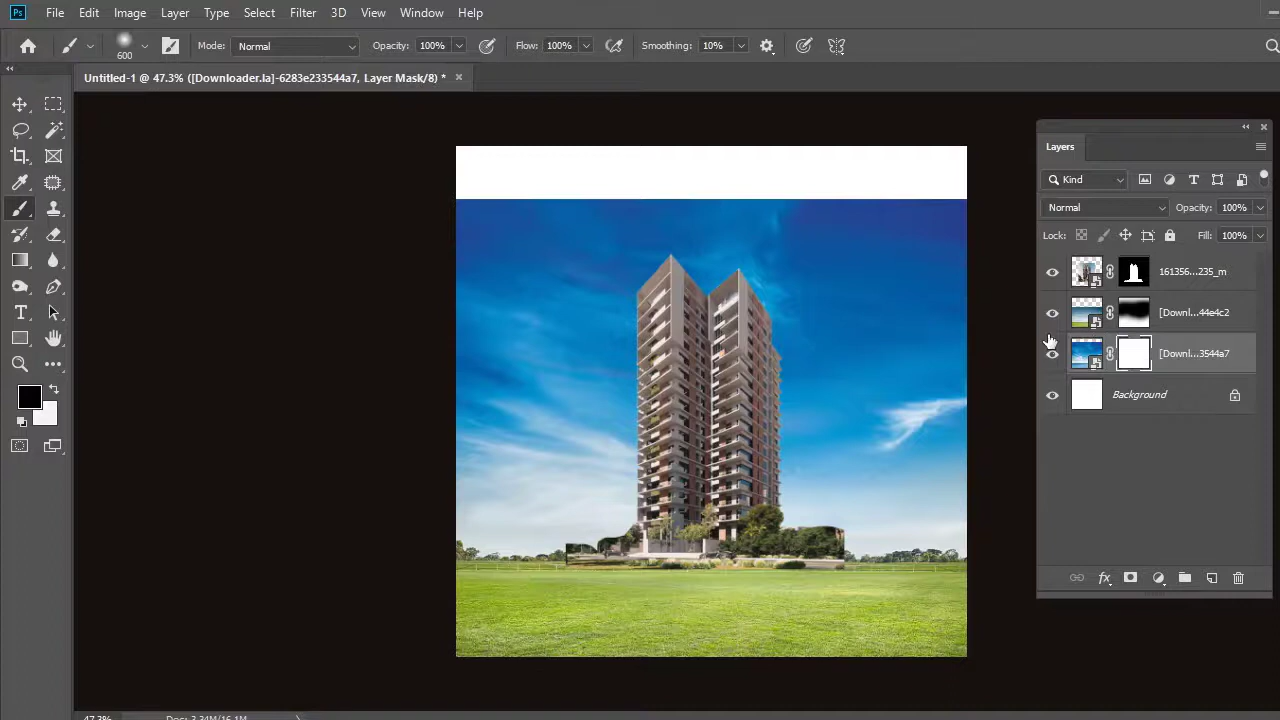 Ps File Edit Image Layer Type Select Filter 3D View Window Help
600 Mode: Normal Opacity: 100% Flow: 100% Smoothing: 10%
Untitled-1 @ 47.3% ([Downloader.la]-6283e233544a7, Layer Mask/8) *
Layers
Kind
Normal Opacity: 100%
Lock: Fill: 100%
161356...235_m
[Downl...44e4c2
[Downl...3544a7
Background
47.3% Doc: 3.34M/16.1M